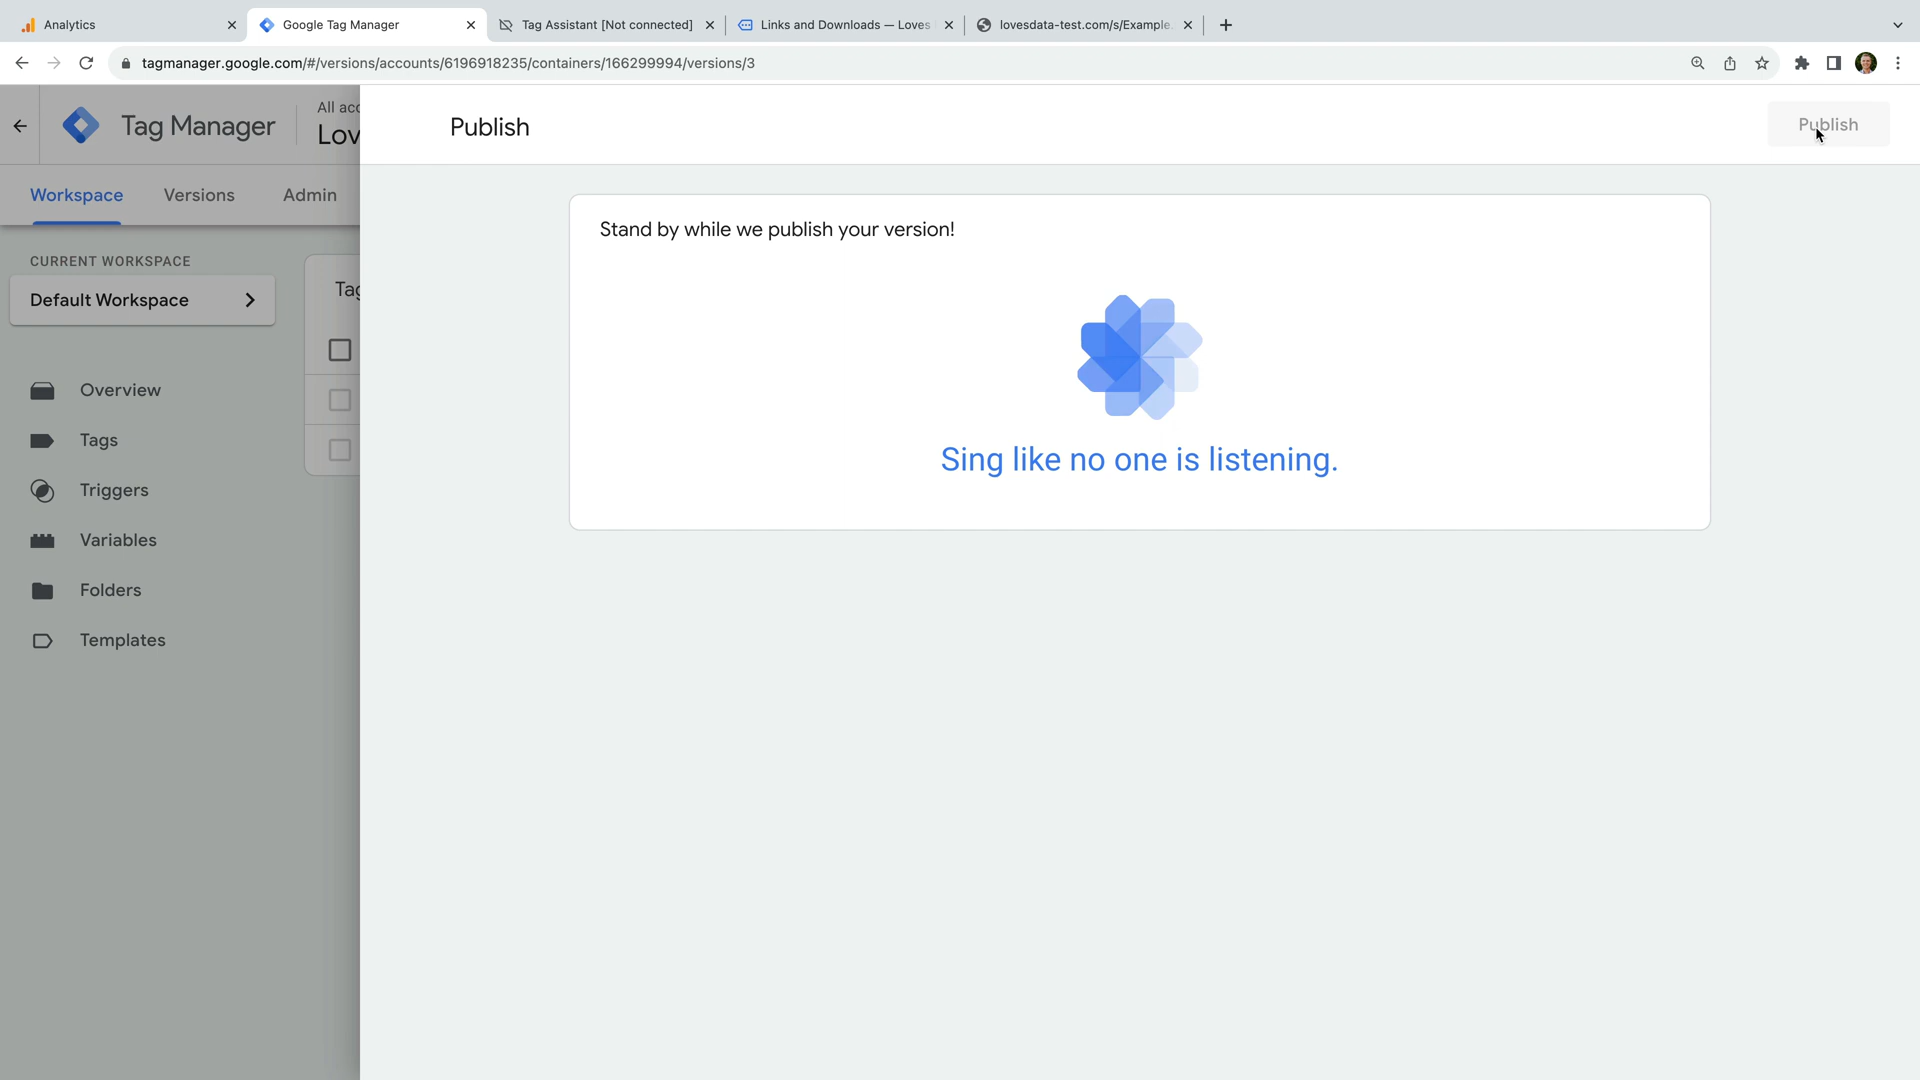 Analytics
Google Tag Manager
Tag Assistant [Not connected]
Links and Downloads — Loves
lovesdata-test.com/s/Example
tagmanager.google.com/#/versions/accounts/6196918235/containers/166299994/versions/3
Tag Manager
All acc
Lov
Publish
Publish
Workspace
Versions
Admin
Stand by while we publish your version!
CURRENT WORKSPACE
Default Workspace
Tag
Overview
Tags
Sing like no one is listening.
Triggers
Variables
Folders
Templates